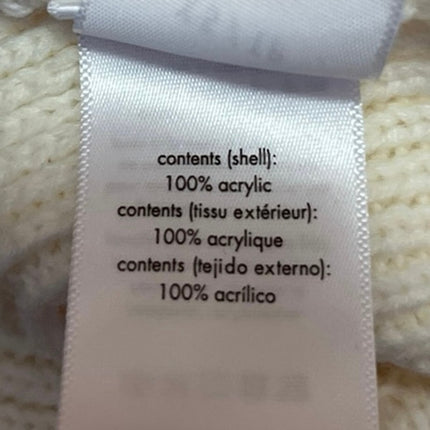 contents (shell):
100% acrylic
contents (tissu extérieur):
100% acrylique
contents (tejido externo):
100% acrílico